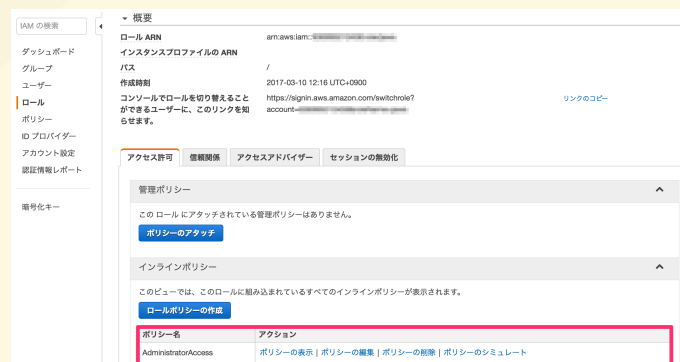 IAM の検索
ダッシュボード
グループ
ユーザー
ロール
ポリシー
ID プロバイダー
アカウント設定
認証情報レポート
暗号化キー
概要
ロール ARN arn:aws:iam::
インスタンスプロファイルの ARN
パス /
作成時刻 2017-03-10 12:16 UTC+0900
コンソールでロールを切り替えること https://signin.aws.amazon.com/switchrole? リンクのコピー
ができるユーザーに、このリンクを知 account=
らせます。
アクセス許可 信頼関係 アクセスアドバイザー セッションの無効化
管理ポリシー
この ロール にアタッチされている管理ポリシーはありません。
ポリシーのアタッチ
インラインポリシー
このビューでは、このロールに組み込まれているすべてのインラインポリシーが表示されます。
ロールポリシーの作成
ポリシー名 アクション
AdministratorAccess ポリシーの表示 | ポリシーの編集 | ポリシーの削除 | ポリシーのシミュレート